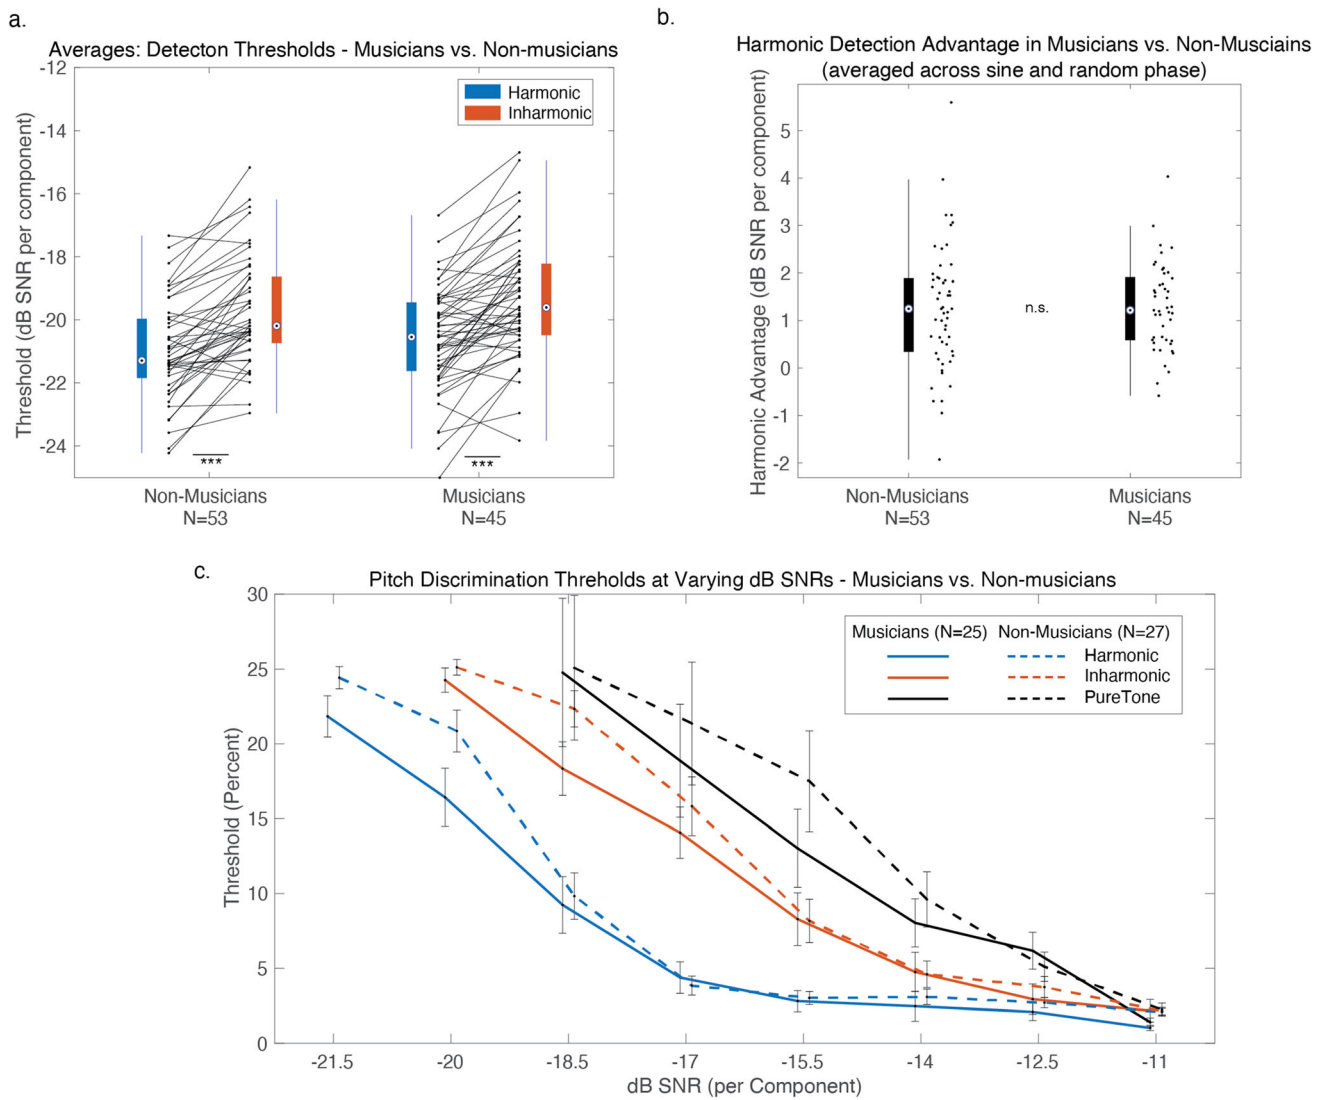 a.
Averages: Detecton Thresholds - Musicians vs. Non-musicians
Threshold (dB SNR per component)
-12
-14
-16
-18
-20
-22
-24
Harmonic
Inharmonic
***
***
Non-Musicians
N=53
Musicians
N=45
b.
Harmonic Detection Advantage in Musicians vs. Non-Musciains
(averaged across sine and random phase)
Harmonic Advantage (dB SNR per component)
5
4
3
2
1
0
-1
-2
n.s.
Non-Musicians
N=53
Musicians
N=45
c.
Pitch Discrimination Threholds at Varying dB SNRs - Musicians vs. Non-musicians
Threshold (Percent)
30
25
20
15
10
5
0
Musicians (N=25) Non-Musicians (N=27)
Harmonic
Inharmonic
PureTone
-21.5 -20 -18.5 -17 -15.5 -14 -12.5 -11
dB SNR (per Component)